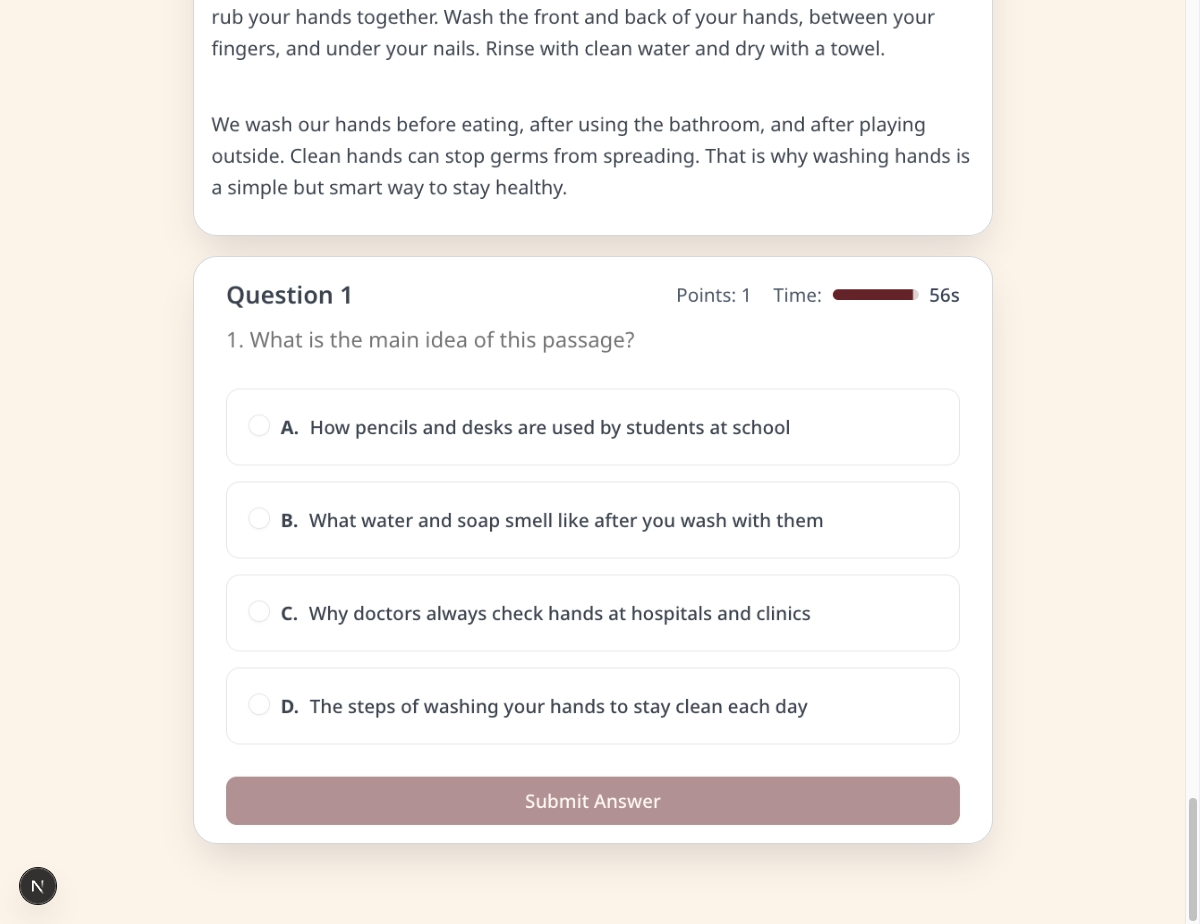 rub your hands together. Wash the front and back of your hands, between your
fingers, and under your nails. Rinse with clean water and dry with a towel.
We wash our hands before eating, after using the bathroom, and after playing
outside. Clean hands can stop germs from spreading. That is why washing hands is
a simple but smart way to stay healthy.
Question 1
Points: 1 Time: 56s
1. What is the main idea of this passage?
A. How pencils and desks are used by students at school
B. What water and soap smell like after you wash with them
C. Why doctors always check hands at hospitals and clinics
D. The steps of washing your hands to stay clean each day
Submit Answer
N